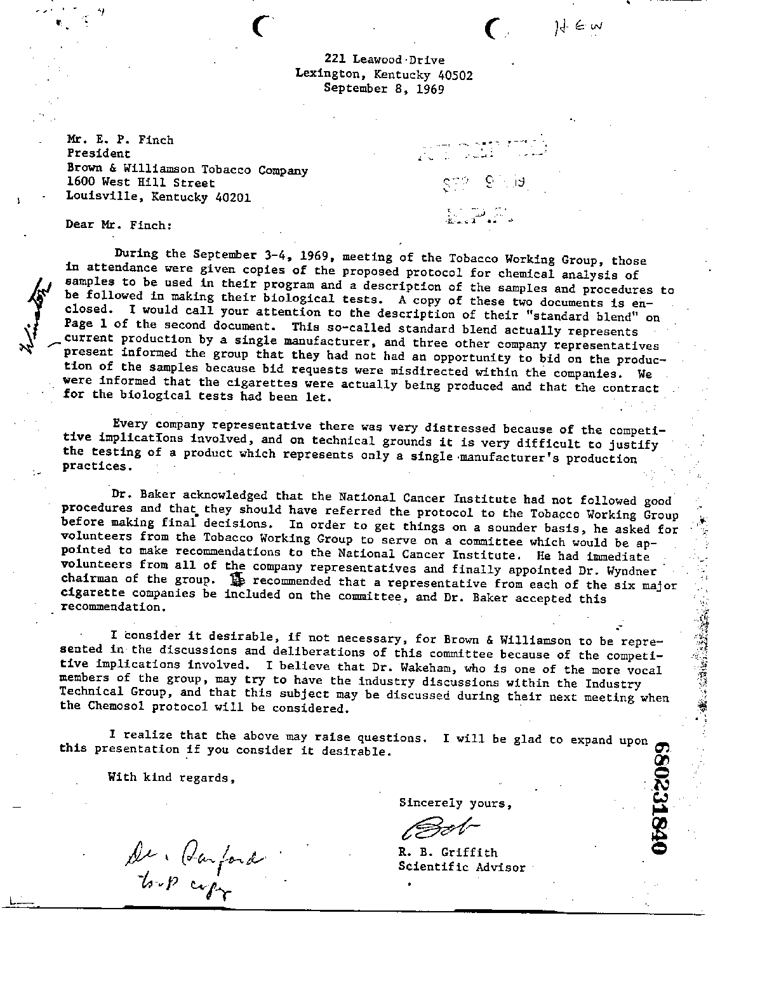 HEW
221 Leawood Drive
Lexington, Kentucky 40502
September 8, 1969
Mr. E. P. Finch
President
Brown & Williamson Tobacco Company
1600 West Hill Street
Louisville, Kentucky 40201
SEP 9
E.P.F.
Dear Mr. Finch:
During the September 3-4, 1969, meeting of the Tobacco Working Group, those
in attendance were given copies of the proposed protocol for chemical analysis of
samples to be used in their program and a description of the samples and procedures to
be followed in making their biological tests. A copy of these two documents is en-
closed. I would call your attention to the description of their "standard blend" on
Page 1 of the second document. This so-called standard blend actually represents
current production by a single manufacturer, and three other company representatives
present informed the group that they had not had an opportunity to bid on the produc-
tion of the samples because bid requests were misdirected within the companies. We
were informed that the cigarettes were actually being produced and that the contract
for the biological tests had been let.
Winston
Every company representative there was very distressed because of the competi-
tive implications involved, and on technical grounds it is very difficult to justify
the testing of a product which represents only a single manufacturer's production
practices.
Dr. Baker acknowledged that the National Cancer Institute had not followed good
procedures and that they should have referred the protocol to the Tobacco Working Group
before making final decisions. In order to get things on a sounder basis, he asked for
volunteers from the Tobacco Working Group to serve on a committee which would be ap-
pointed to make recommendations to the National Cancer Institute. He had immediate
volunteers from all of the company representatives and finally appointed Dr. Wyndner
chairman of the group. I recommended that a representative from each of the six major
cigarette companies be included on the committee, and Dr. Baker accepted this
recommendation.
I consider it desirable, if not necessary, for Brown & Williamson to be repre-
sented in the discussions and deliberations of this committee because of the competi-
tive implications involved. I believe that Dr. Wakeham, who is one of the more vocal
members of the group, may try to have the industry discussions within the Industry
Technical Group, and that this subject may be discussed during their next meeting when
the Chemosol protocol will be considered.
I realize that the above may raise questions. I will be glad to expand upon
this presentation if you consider it desirable.
With kind regards,
Sincerely yours,
Bob
R. B. Griffith
Scientific Advisor
Dr. Sanford
copy
680231840